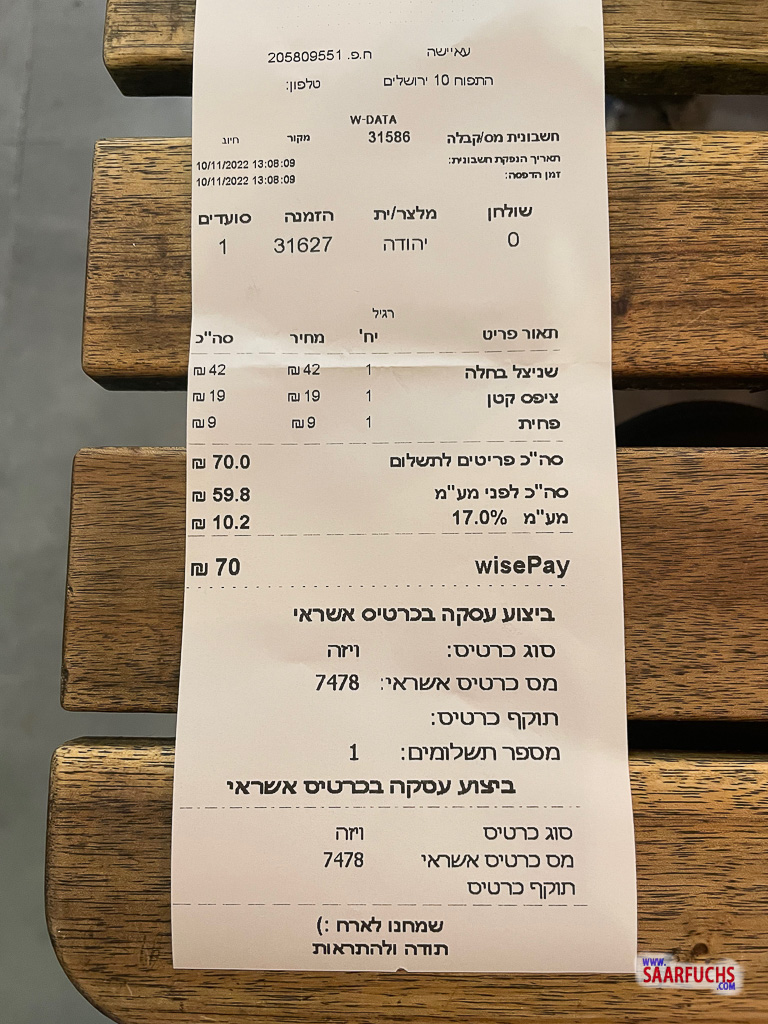 עאיישה ח.פ. 205809551
התפוח 10 ירושלים טלפון:
W-DATA
חשבונית מס/קבלה 31586 מקור חיוב
תאריך הנפקת חשבונית: 10/11/2022 13:08:09
זמן הדפסה: 10/11/2022 13:08:09
שולחן מלצר/ית הזמנה סועדים
0 יהודה 31627 1
רגיל
תאור פריט יח' מחיר סה"כ
שניצל בחלה 1 42 ₪ 42 ₪
ציפס קטן 1 19 ₪ 19 ₪
פחית 1 9 ₪ 9 ₪
סה"כ פריטים לתשלום 70.0 ₪
סה"כ לפני מע"מ 59.8 ₪
מע"מ 17.0% 10.2 ₪
wisePay 70 ₪
ביצוע עסקה בכרטיס אשראי
סוג כרטיס: ויזה
מס כרטיס אשראי: 7478
תוקף כרטיס:
מספר תשלומים: 1
ביצוע עסקה בכרטיס אשראי
סוג כרטיס ויזה
מס כרטיס אשראי 7478
תוקף כרטיס
שמחנו לארח :)
תודה ולהתראות
WWW.
SAARFUCHS
.COM